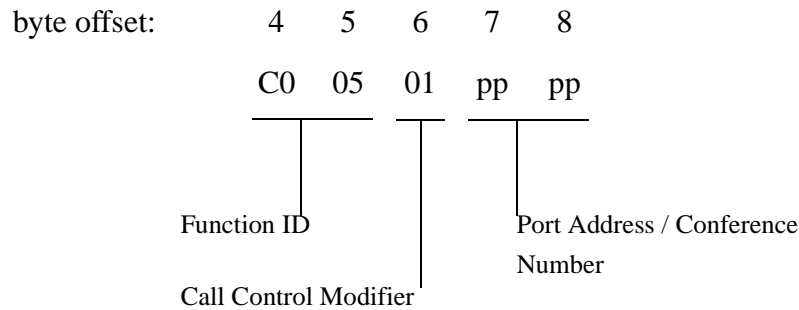 byte offset: 4 5 6 7 8
C0 05 01 pp pp
Function ID
Port Address / Conference
Number
Call Control Modifier